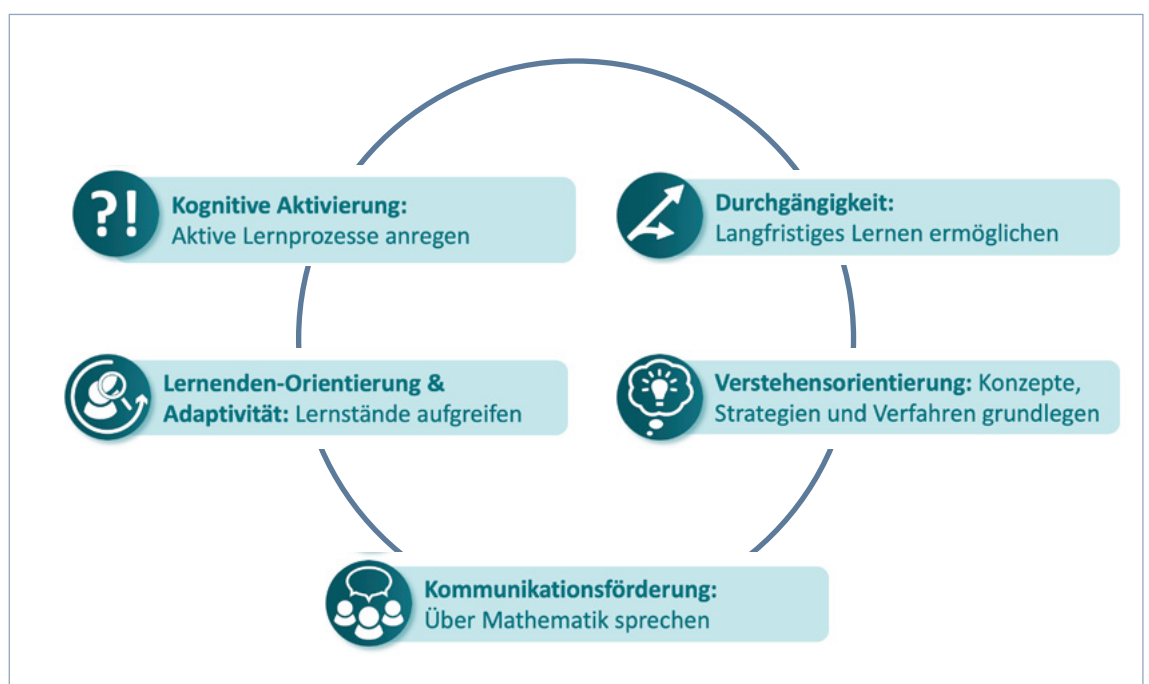 ?!
Kognitive Aktivierung:
Aktive Lernprozesse anregen
Durchgängigkeit:
Langfristiges Lernen ermöglichen
Lernenden-Orientierung &
Adaptivität: Lernstände aufgreifen
Verstehensorientierung: Konzepte,
Strategien und Verfahren grundlegen
Kommunikationsförderung:
Über Mathematik sprechen